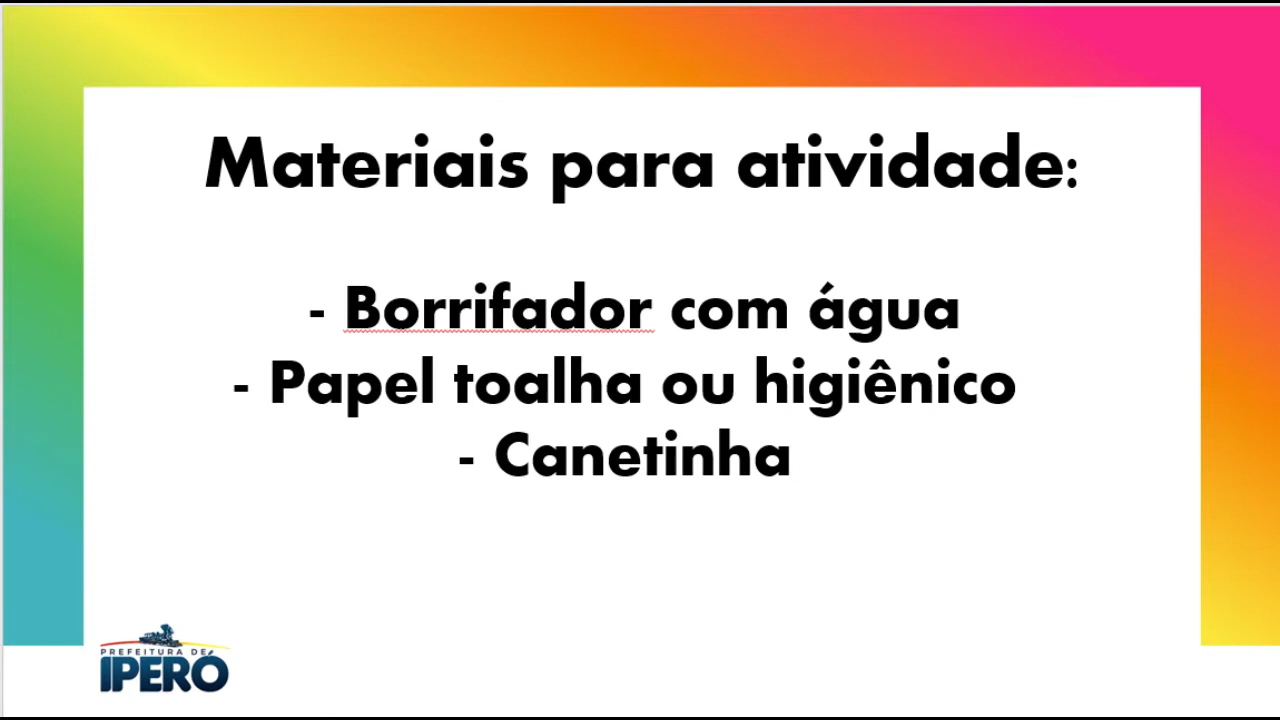 Materiais para atividade:
- Borrifador com água
- Papel toalha ou higiênico
- Canetinha
PREFEITURA DE
IPERÓ